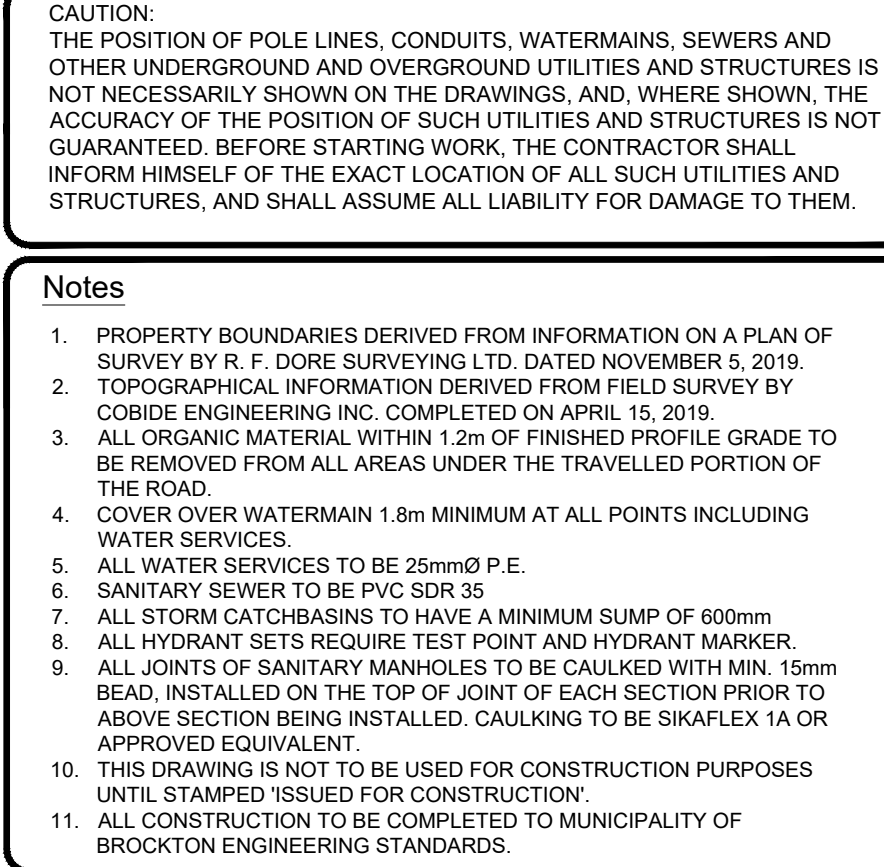 CAUTION:
THE POSITION OF POLE LINES, CONDUITS, WATERMAINS, SEWERS AND
OTHER UNDERGROUND AND OVERGROUND UTILITIES AND STRUCTURES IS
NOT NECESSARILY SHOWN ON THE DRAWINGS, AND, WHERE SHOWN, THE
ACCURACY OF THE POSITION OF SUCH UTILITIES AND STRUCTURES IS NOT
GUARANTEED. BEFORE STARTING WORK, THE CONTRACTOR SHALL
INFORM HIMSELF OF THE EXACT LOCATION OF ALL SUCH UTILITIES AND
STRUCTURES, AND SHALL ASSUME ALL LIABILITY FOR DAMAGE TO THEM.
Notes
1. PROPERTY BOUNDARIES DERIVED FROM INFORMATION ON A PLAN OF
SURVEY BY R. F. DORE SURVEYING LTD. DATED NOVEMBER 5, 2019.
2. TOPOGRAPHICAL INFORMATION DERIVED FROM FIELD SURVEY BY
COBIDE ENGINEERING INC. COMPLETED ON APRIL 15, 2019.
3. ALL ORGANIC MATERIAL WITHIN 1.2m OF FINISHED PROFILE GRADE TO
BE REMOVED FROM ALL AREAS UNDER THE TRAVELLED PORTION OF
THE ROAD.
4. COVER OVER WATERMAIN 1.8m MINIMUM AT ALL POINTS INCLUDING
WATER SERVICES.
5. ALL WATER SERVICES TO BE 25mmØ P.E.
6. SANITARY SEWER TO BE PVC SDR 35
7. ALL STORM CATCHBASINS TO HAVE A MINIMUM SUMP OF 600mm
8. ALL HYDRANT SETS REQUIRE TEST POINT AND HYDRANT MARKER.
9. ALL JOINTS OF SANITARY MANHOLES TO BE CAULKED WITH MIN. 15mm
BEAD, INSTALLED ON THE TOP OF JOINT OF EACH SECTION PRIOR TO
ABOVE SECTION BEING INSTALLED. CAULKING TO BE SIKAFLEX 1A OR
APPROVED EQUIVALENT.
10. THIS DRAWING IS NOT TO BE USED FOR CONSTRUCTION PURPOSES
UNTIL STAMPED 'ISSUED FOR CONSTRUCTION'.
11. ALL CONSTRUCTION TO BE COMPLETED TO MUNICIPALITY OF
BROCKTON ENGINEERING STANDARDS.